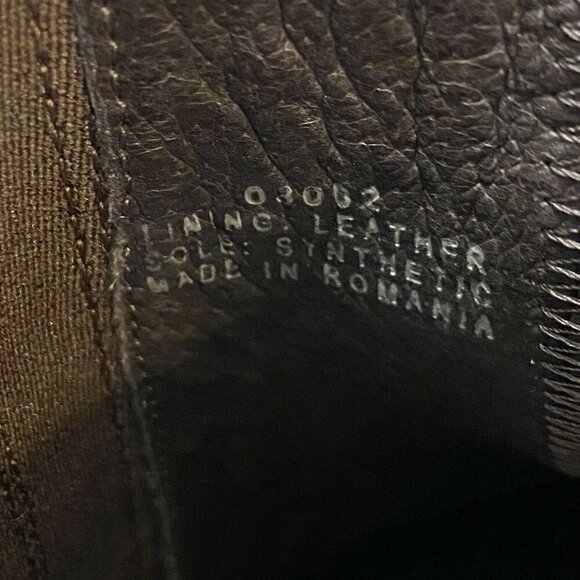 03062
LINING: LEATHER
SOLE: SYNTHETIC
MADE IN ROMANIA